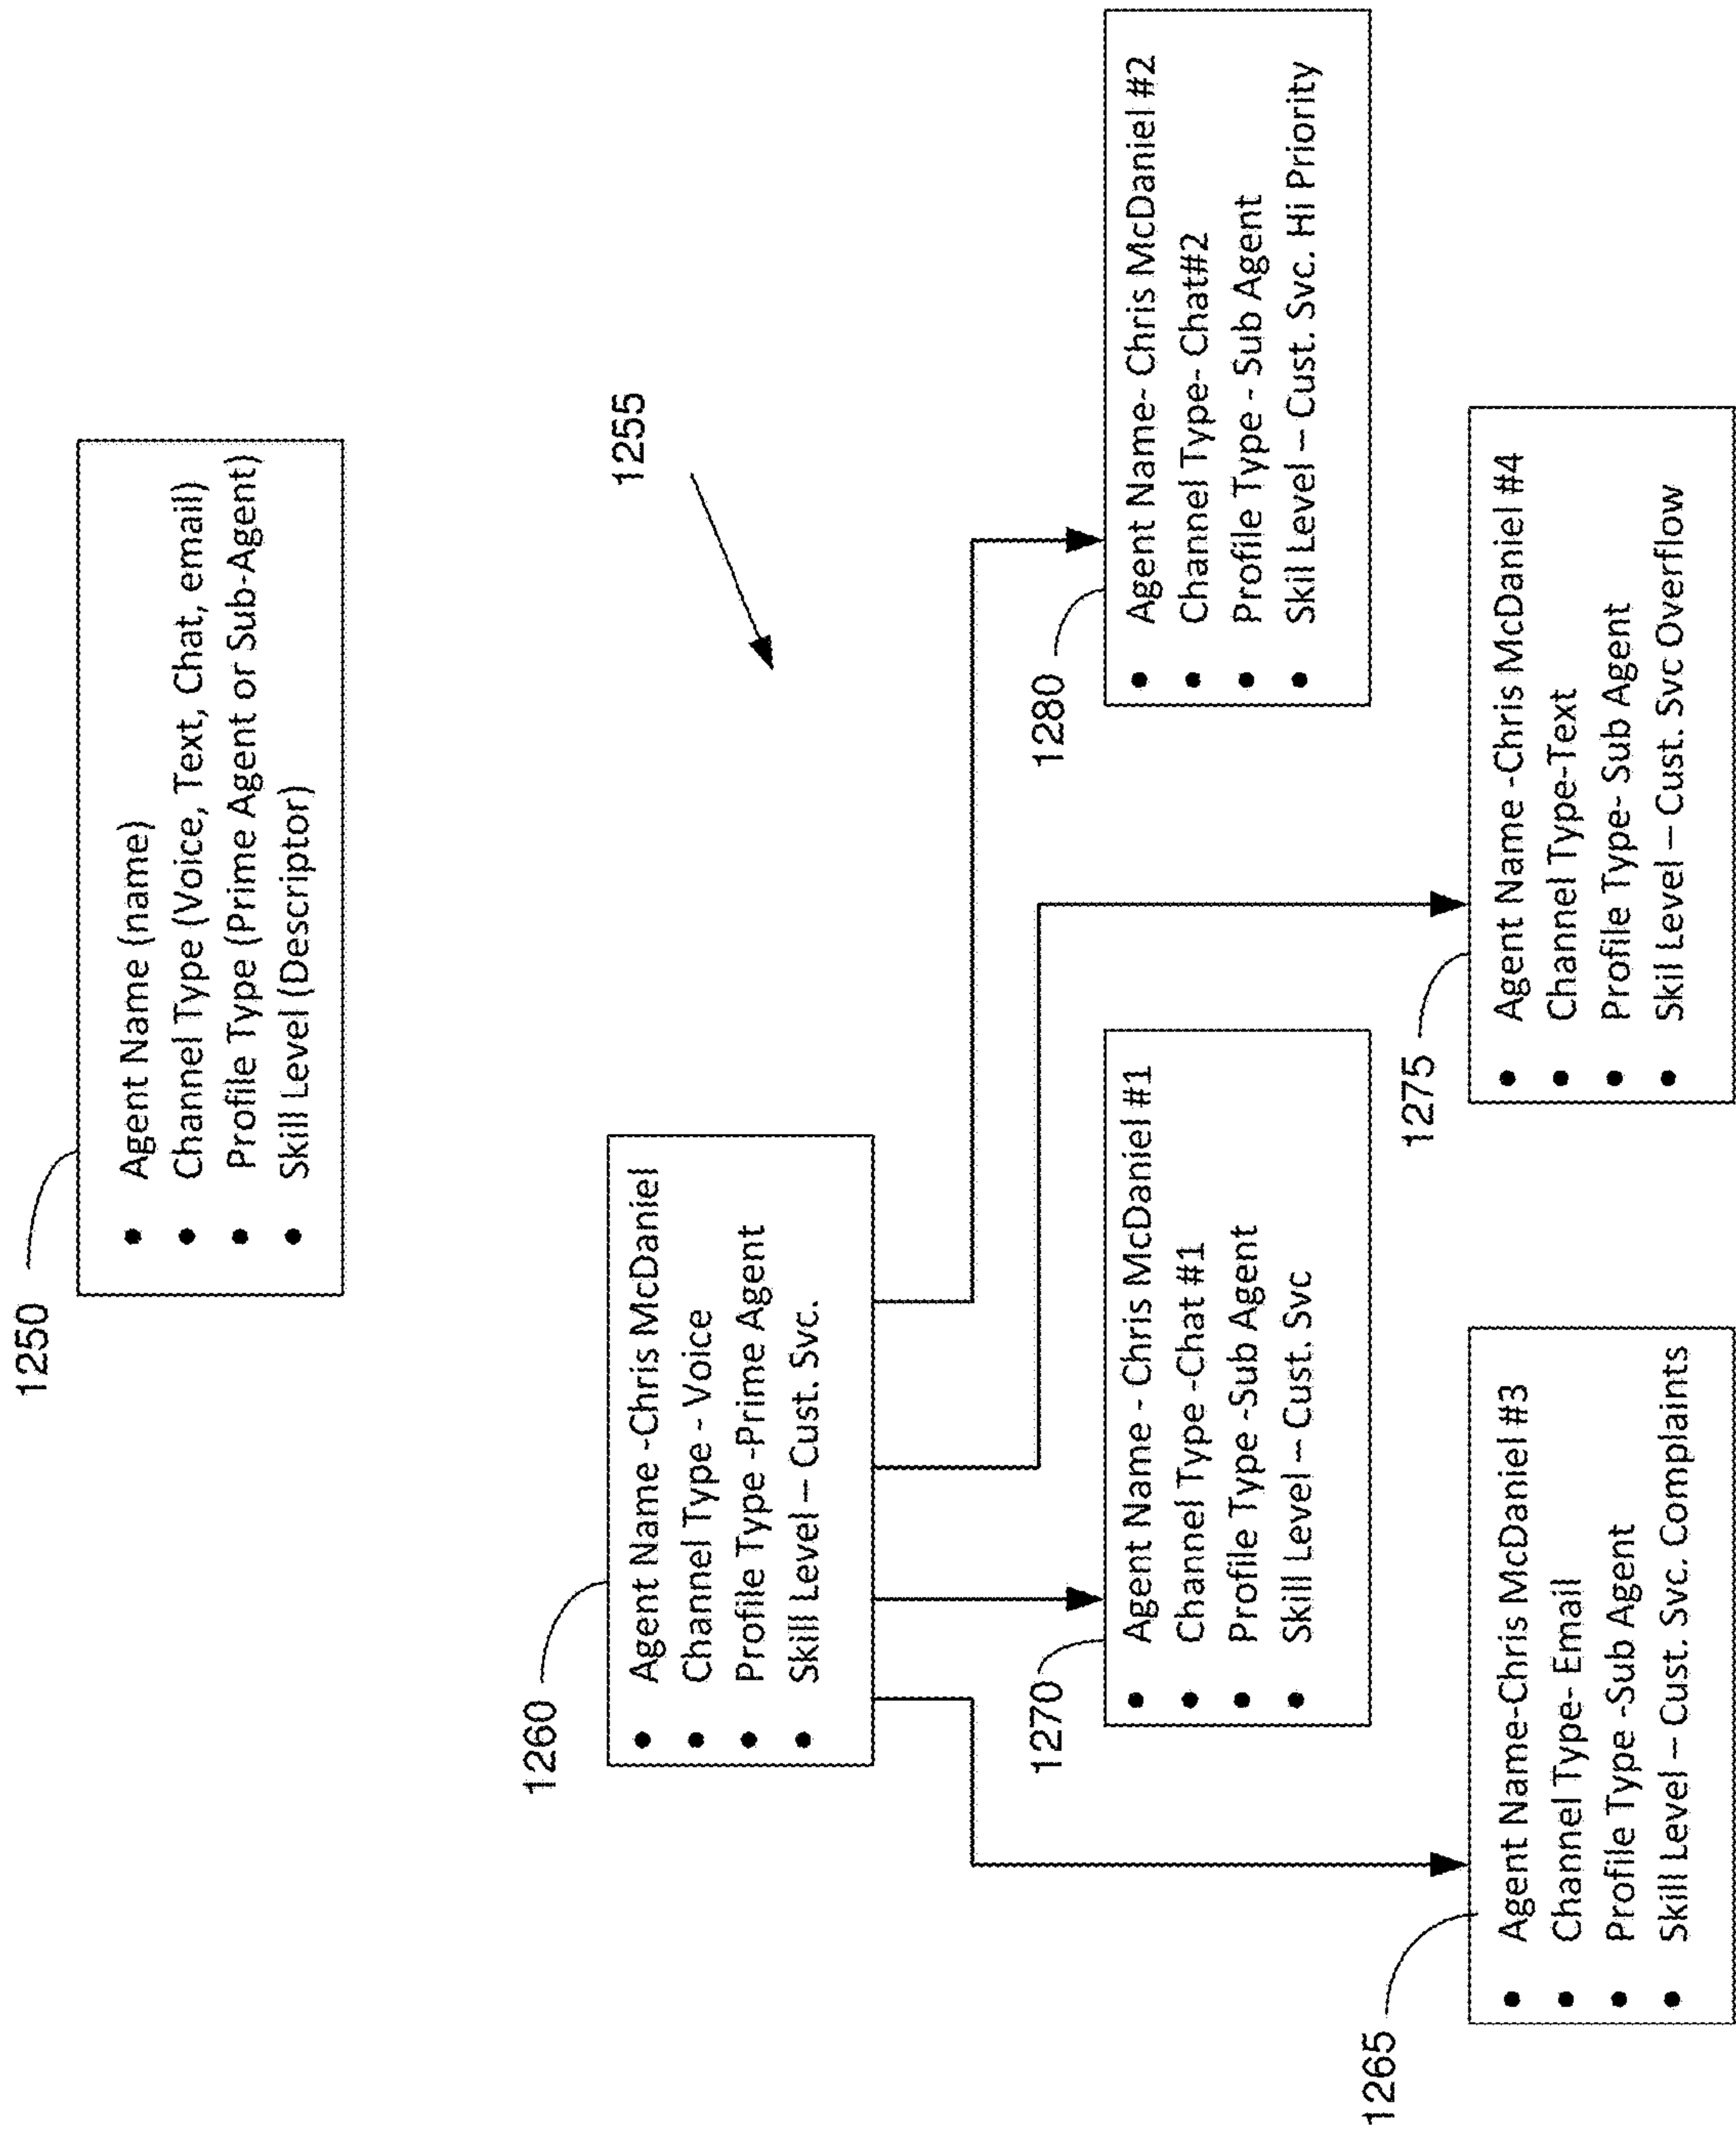 1250
• Agent Name (name)
• Channel Type (Voice, Text, Chat, email)
• Profile Type (Prime Agent or Sub-Agent)
• Skill Level (Descriptor)
1255
1260
• Agent Name -Chris McDaniel
• Channel Type - Voice
• Profile Type -Prime Agent
• Skill Level – Cust. Svc.
1270
• Agent Name - Chris McDaniel #1
• Channel Type -Chat #1
• Profile Type -Sub Agent
• Skill Level – Cust. Svc
1280
• Agent Name- Chris McDaniel #2
• Channel Type- Chat#2
• Profile Type - Sub Agent
• Skill Level – Cust. Svc. Hi Priority
1265
• Agent Name-Chris McDaniel #3
• Channel Type- Email
• Profile Type -Sub Agent
• Skill Level – Cust. Svc. Complaints
1275
• Agent Name -Chris McDaniel #4
• Channel Type-Text
• Profile Type- Sub Agent
• Skill Level – Cust. Svc Overflow